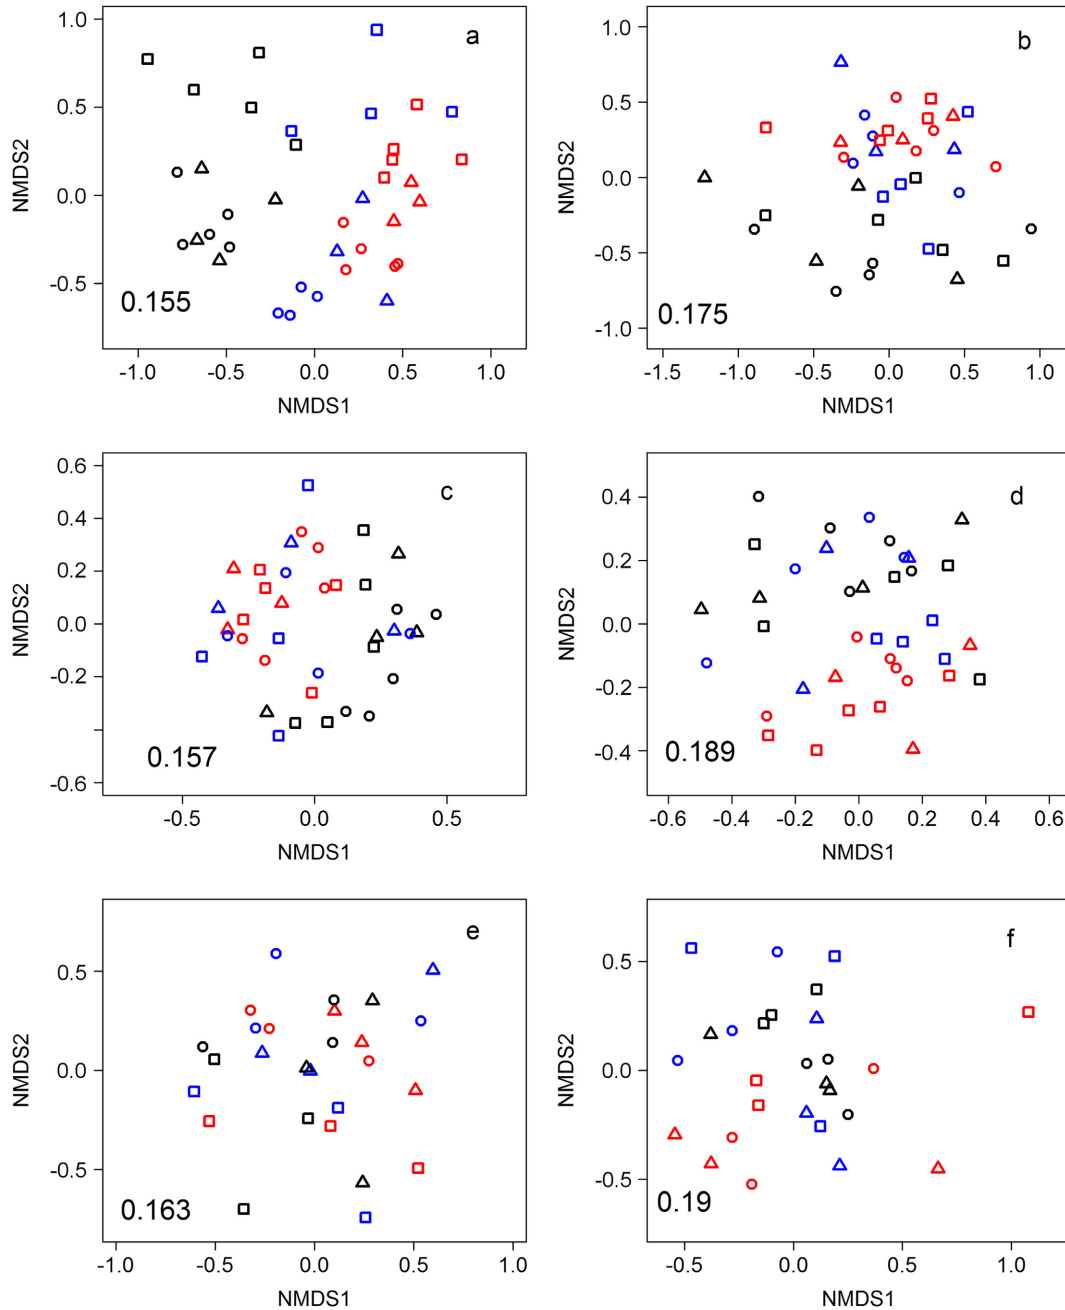 a
1.0
0.5
0.0
-0.5
NMDS2
0.155
-1.0 -0.5 0.0 0.5 1.0
NMDS1
b
1.0
0.5
0.0
-0.5
-1.0
NMDS2
0.175
-1.5 -1.0 -0.5 0.0 0.5 1.0
NMDS1
c
0.6
0.4
0.2
0.0
-0.2
-0.6
NMDS2
0.157
-0.5 0.0 0.5
NMDS1
d
0.4
0.2
0.0
-0.2
-0.4
NMDS2
0.189
-0.6 -0.4 -0.2 0.0 0.2 0.4 0.6
NMDS1
e
0.5
0.0
-0.5
NMDS2
0.163
-1.0 -0.5 0.0 0.5 1.0
NMDS1
f
0.5
0.0
-0.5
NMDS2
0.19
-0.5 0.0 0.5 1.0
NMDS1